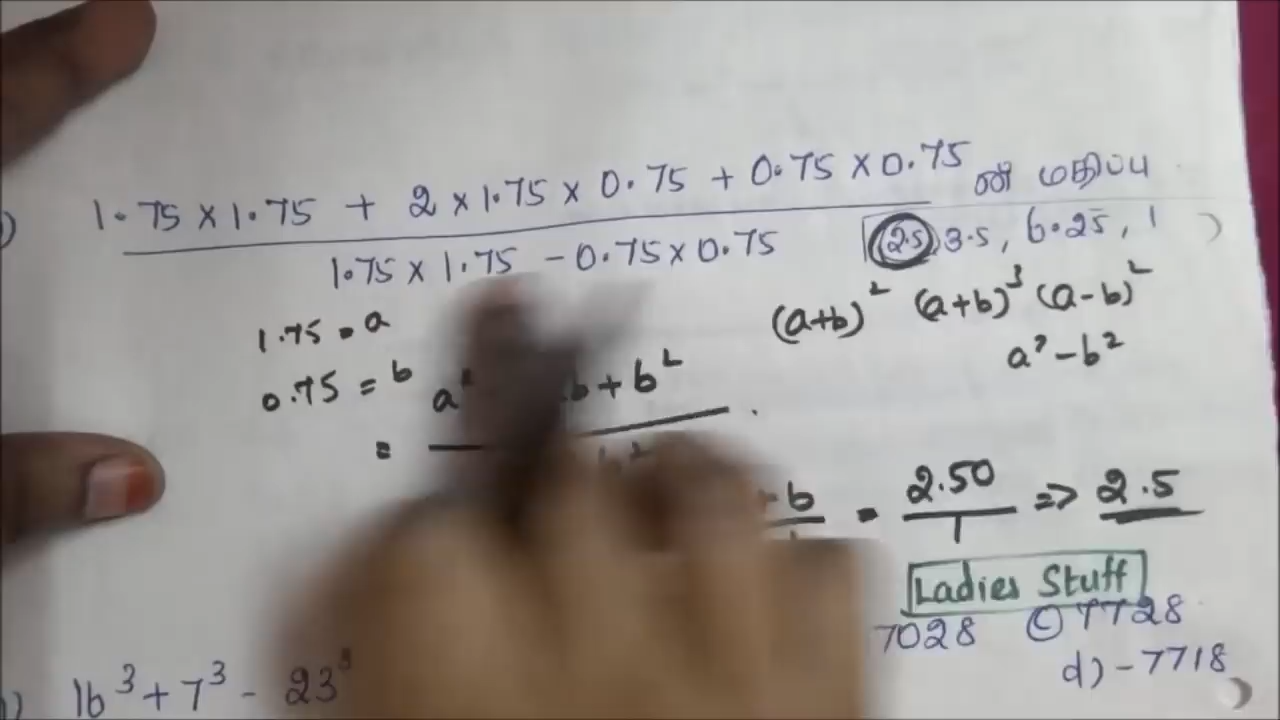 1.75 × 1.75 + 2 × 1.75 × 0.75 + 0.75 × 0.75 ன் மதிப்பு
1.75 × 1.75 - 0.75 × 0.75 (2.5) 3.5, 6.25, 1 )
1.75 = a (a+b)² (a+b)³ (a-b)²
0.75 = b a² b + b² a² - b²
=
b = 2.50 / 1 => 2.5
Ladies Stuff
7028 ⓒ 7728
d) -7718
16³ + 7³ - 23³